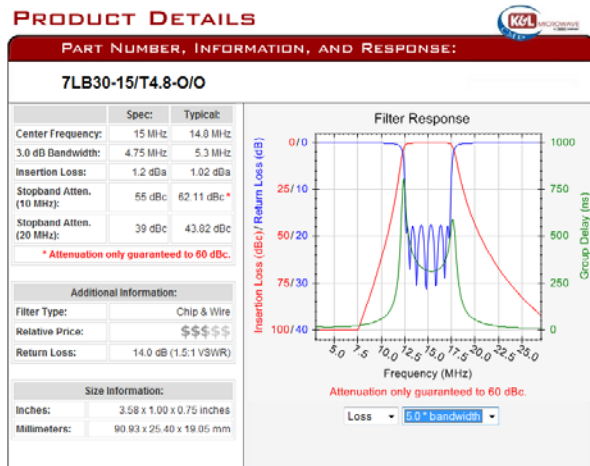 PRODUCT DETAILS
K&L MICROWAVE
PART NUMBER, INFORMATION, AND RESPONSE:
7LB30-15/T4.8-O/O
Spec: Typical:
Center Frequency: 15 MHz 14.8 MHz
3.0 dB Bandwidth: 4.75 MHz 5.3 MHz
Insertion Loss: 1.2 dBa 1.02 dBa
Stopband Atten. (10 MHz): 55 dBc 62.11 dBc*
Stopband Atten. (20 MHz): 39 dBc 43.82 dBc
* Attenuation only guaranteed to 60 dBc.
Additional Information:
Filter Type: Chip & Wire
Relative Price: $$$$$
Return Loss: 14.0 dB (1.5:1 VSWR)
Size Information:
Inches: 3.58 x 1.00 x 0.75 inches
Millimeters: 90.93 x 25.40 x 19.05 mm
Filter Response
Insertion Loss (dBc)/ Return Loss (dB)
0/0
25/10
50/20
75/30
100/40
1000
750
500
250
0
Group Delay (ns)
5.0 7.5 10.0 12.5 15.0 17.5 20.0 22.5 25.0
Frequency (MHz)
Attenuation only guaranteed to 60 dBc.
Loss 5.0 * bandwidth